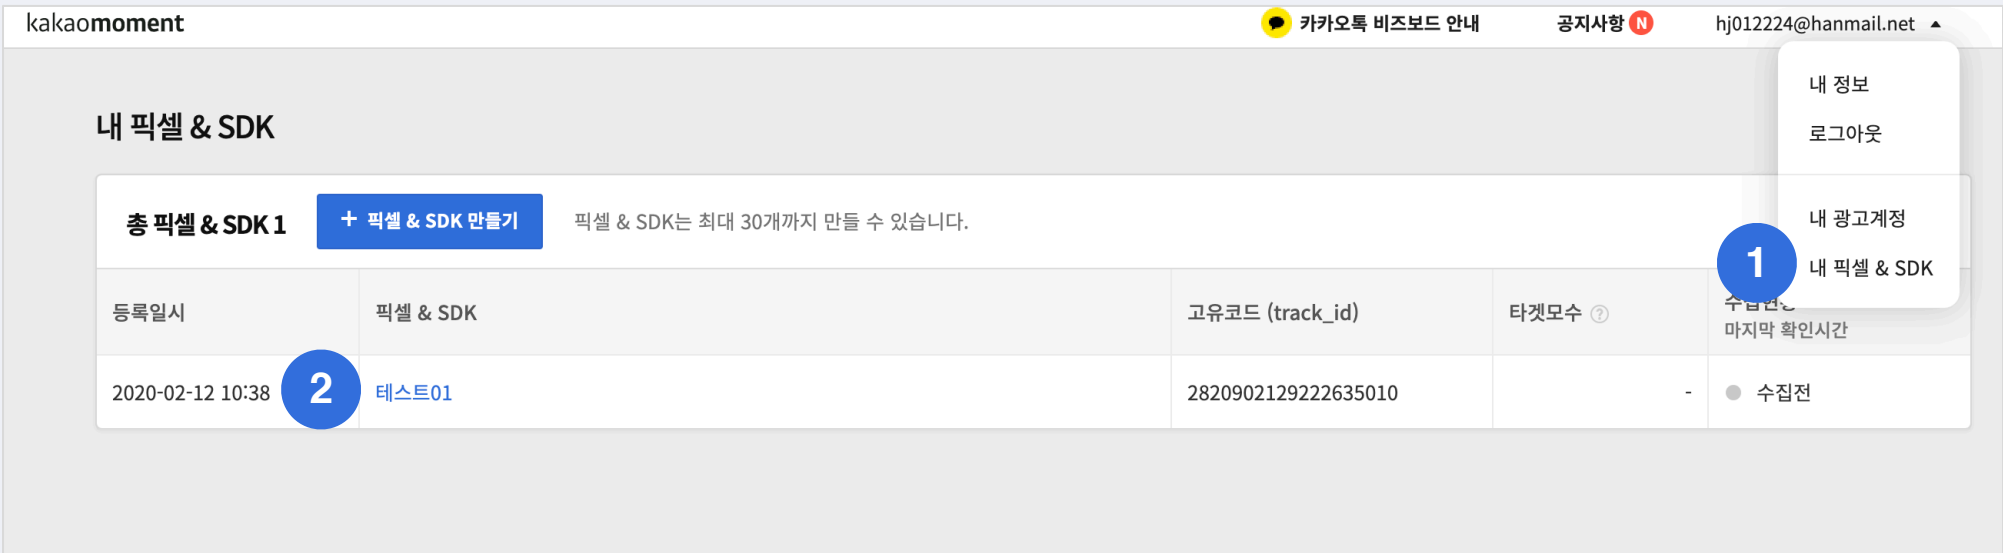 kakaomoment
카카오톡 비즈보드 안내
공지사항 N
hj012224@hanmail.net
내 정보
로그아웃
내 광고계정
1 내 픽셀 & SDK
내 픽셀 & SDK
총 픽셀 & SDK 1
+ 픽셀 & SDK 만들기
픽셀 & SDK는 최대 30개까지 만들 수 있습니다.
등록일시
픽셀 & SDK
고유코드 (track_id)
타겟모수 ?
수집현황
마지막 확인시간
2020-02-12 10:38
2 테스트01
2820902129222635010
-
수집전